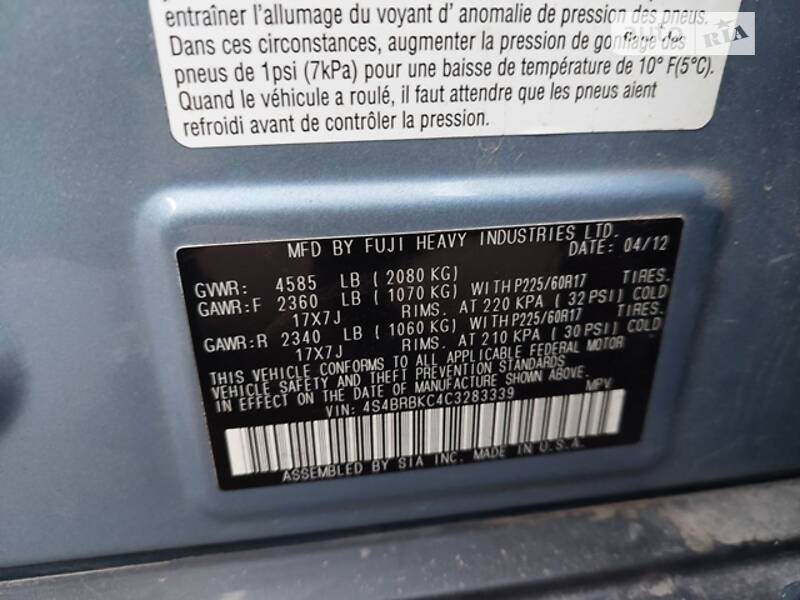 entraîner l'allumage du voyant d' anomalie de pression des pneus.
Dans ces circonstances, augmenter la pression de gonflage des
pneus de 1psi (7kPa) pour une baisse de température de 10° F(5°C).
Quand le véhicule a roulé, il faut attendre que les pneus aient
refroidi avant de contrôler la pression.
AUTO RIA
MFD BY FUJI HEAVY INDUSTRIES LTD.
DATE: 04/12
GVWR: 4585 LB ( 2080 KG)
GAWR:F 2360 LB ( 1070 KG) WITH P225/60R17 TIRES.
17X7J RIMS. AT 220 KPA ( 32 PSI) COLD
GAWR:R 2340 LB ( 1060 KG) WITH P225/60R17 TIRES.
17X7J RIMS. AT 210 KPA ( 30 PSI) COLD
THIS VEHICLE CONFORMS TO ALL APPLICABLE FEDERAL MOTOR
VEHICLE SAFETY AND THEFT PREVENTION STANDARDS
IN EFFECT ON THE DATE OF MANUFACTURE SHOWN ABOVE.
VIN: 4S4BRBKC4C3283339 MPV
ASSEMBLED BY SIA INC. MADE IN U.S.A.